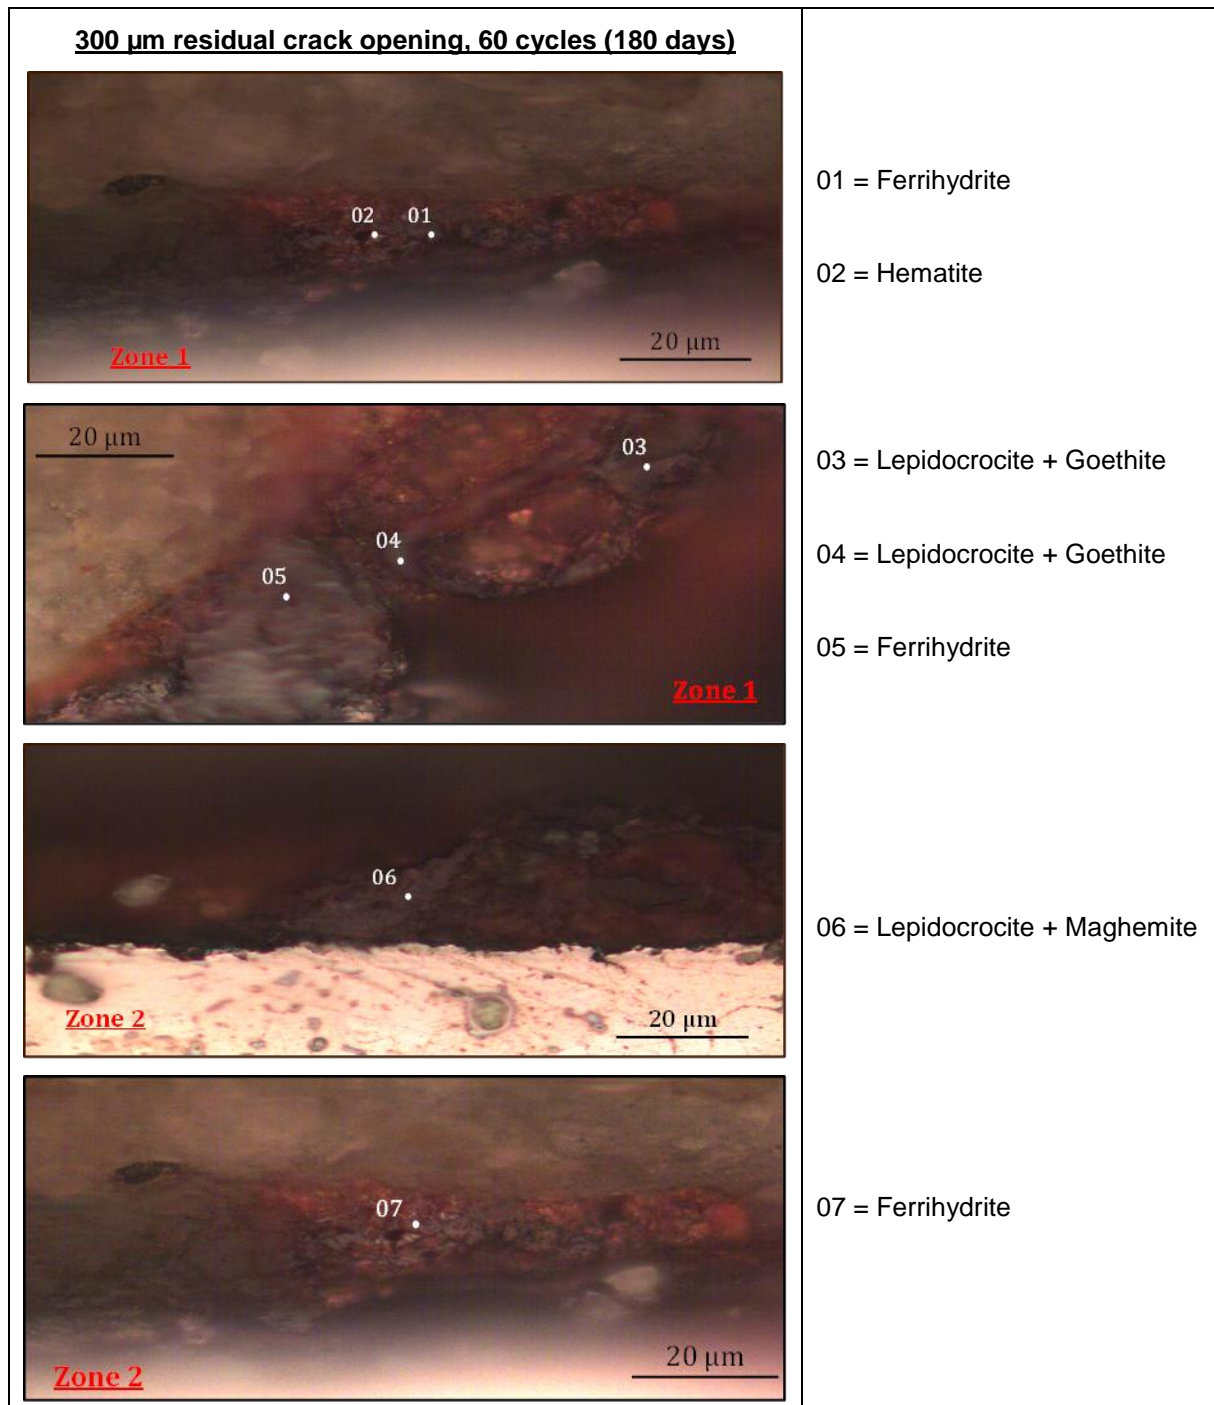 300 µm residual crack opening, 60 cycles (180 days)
02 01
Zone 1
20 µm
01 = Ferrihydrite
02 = Hematite
20 µm
03
04
05
Zone 1
03 = Lepidocrocite + Goethite
04 = Lepidocrocite + Goethite
05 = Ferrihydrite
06
Zone 2
20 µm
06 = Lepidocrocite + Maghemite
07
20 µm
Zone 2
07 = Ferrihydrite